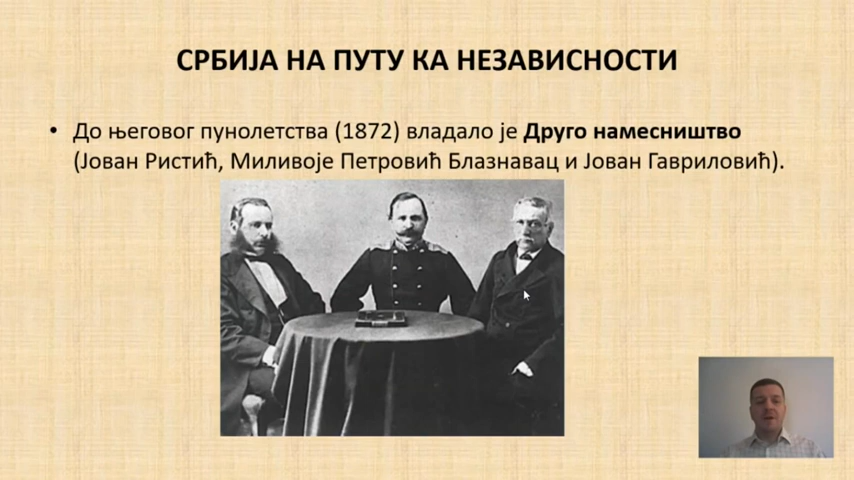 СРБИЈА НА ПУТУ КА НЕЗАВИСНОСТИ
• До његовог пунолетства (1872) владало је Друго намесништво
(Јован Ристић, Миливоје Петровић Блазнавац и Јован Гавриловић).